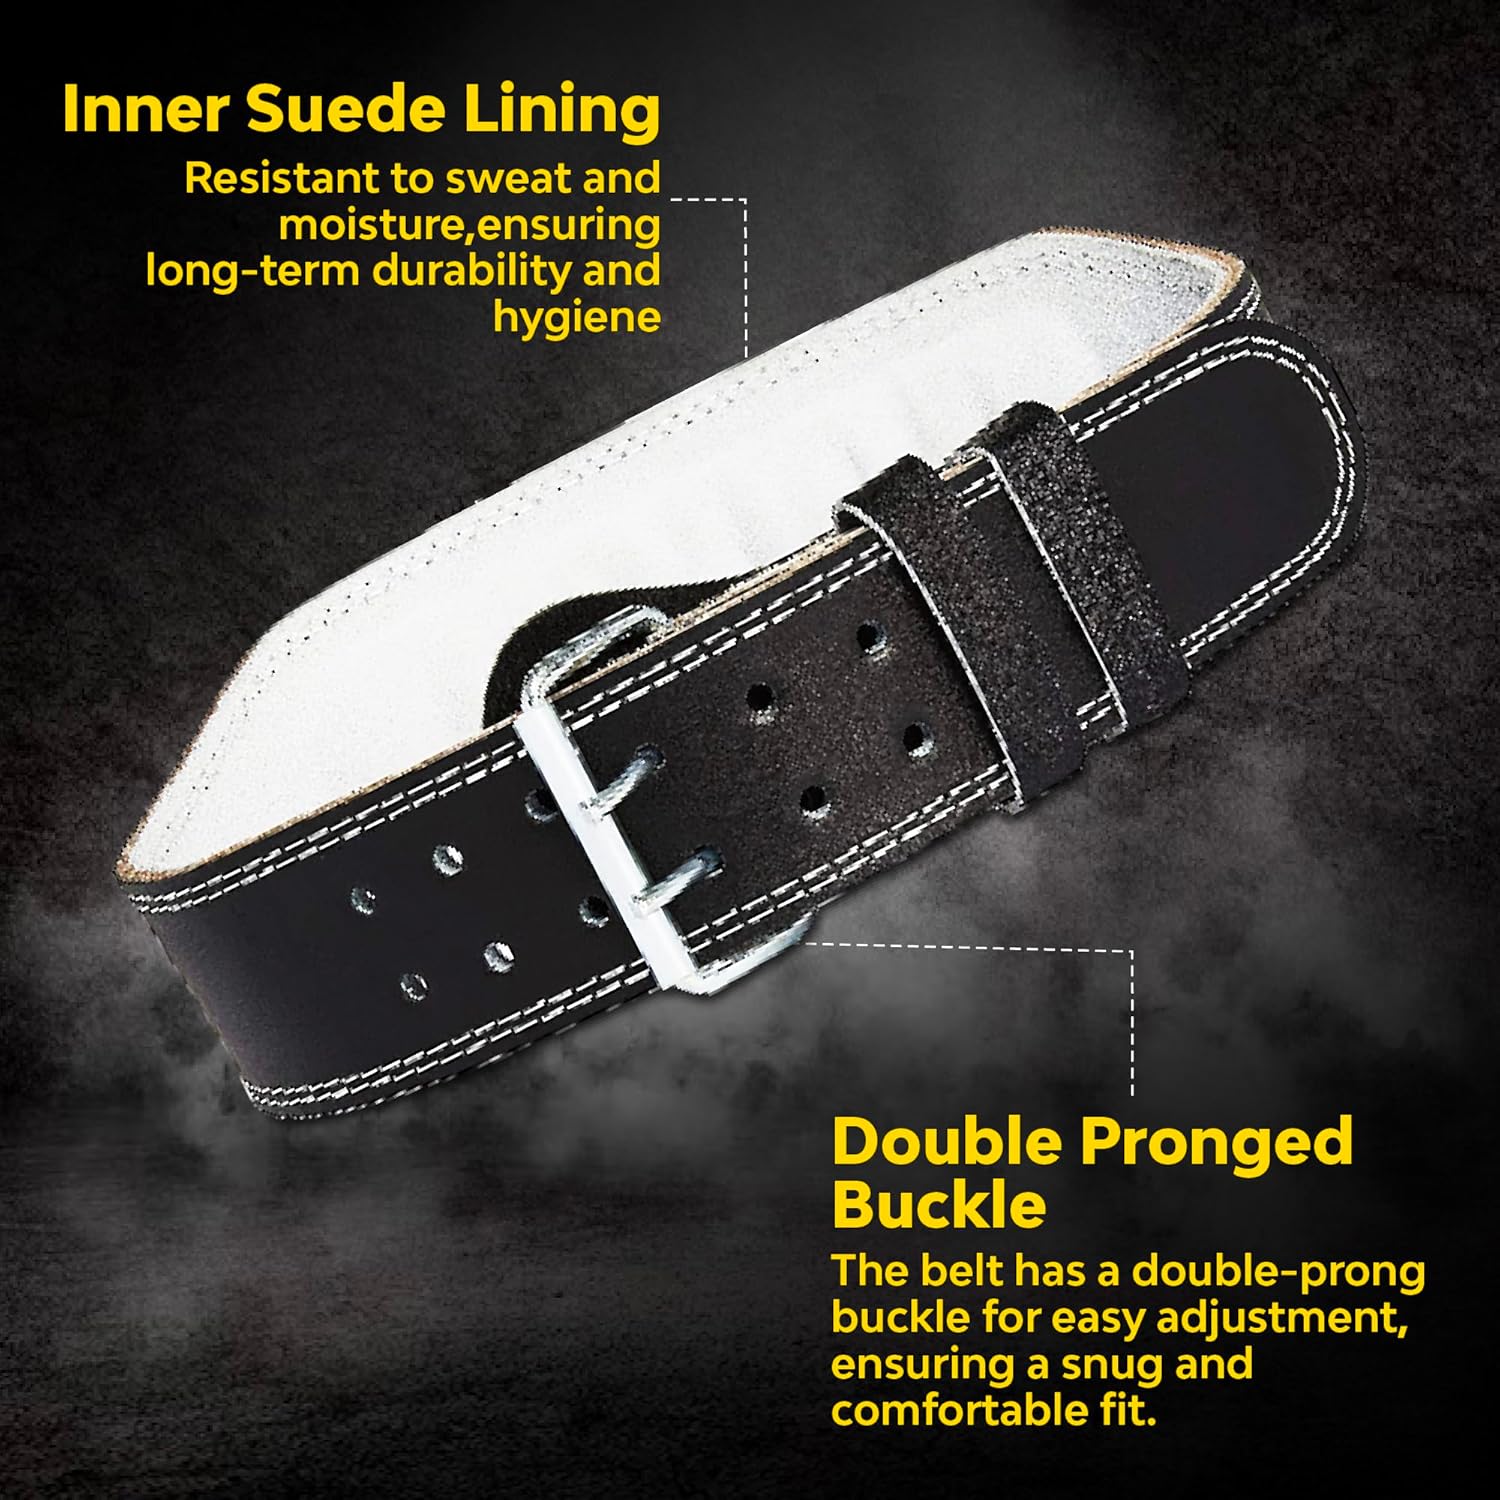 Inner Suede Lining
Resistant to sweat and
moisture,ensuring
long-term durability and
hygiene
Double Pronged
Buckle
The belt has a double-prong
buckle for easy adjustment,
ensuring a snug and
comfortable fit.